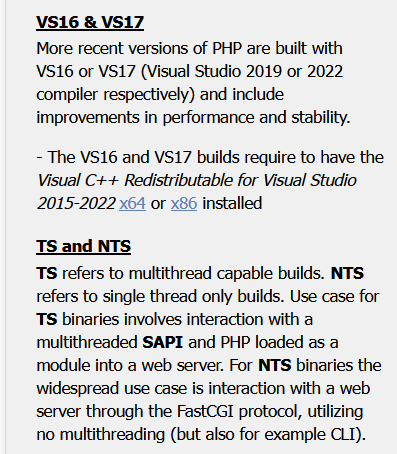 VS16 & VS17
More recent versions of PHP are built with
VS16 or VS17 (Visual Studio 2019 or 2022
compiler respectively) and include
improvements in performance and stability.
- The VS16 and VS17 builds require to have the
Visual C++ Redistributable for Visual Studio
2015-2022 x64 or x86 installed
TS and NTS
TS refers to multithread capable builds. NTS
refers to single thread only builds. Use case for
TS binaries involves interaction with a
multithreaded SAPI and PHP loaded as a
module into a web server. For NTS binaries the
widespread use case is interaction with a web
server through the FastCGI protocol, utilizing
no multithreading (but also for example CLI).